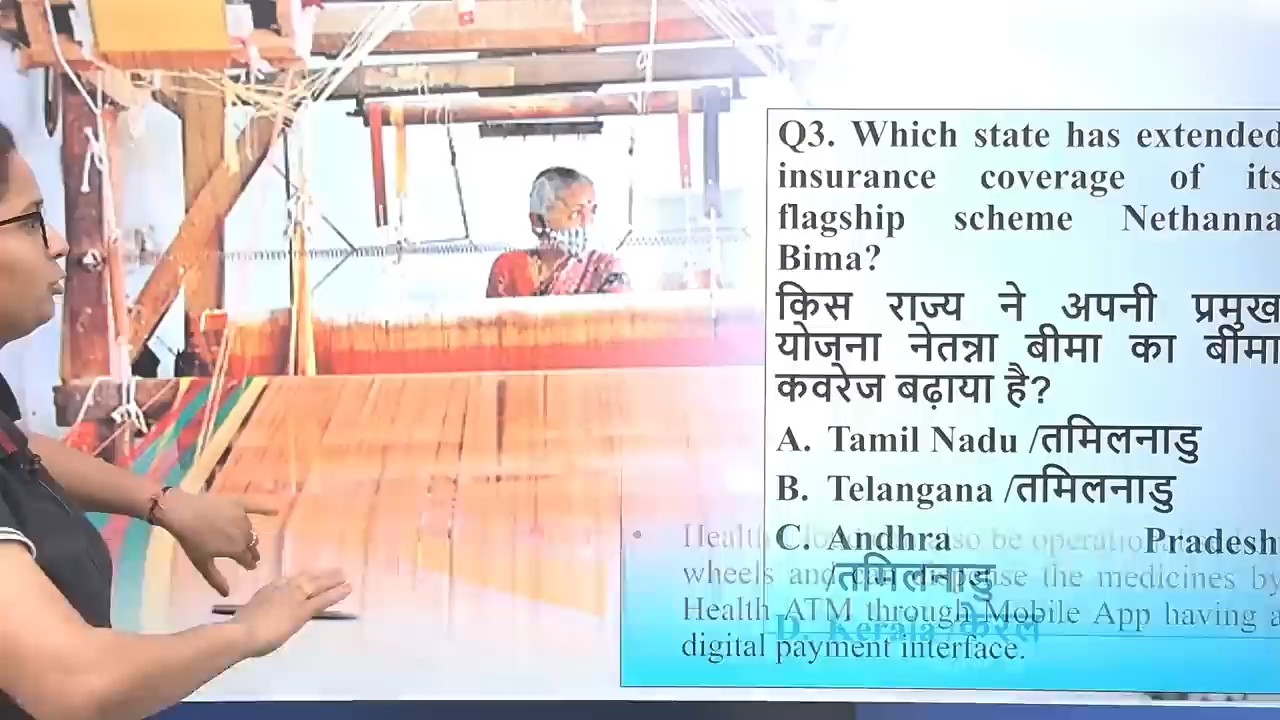 Q3. Which state has extended
insurance coverage of its
flagship scheme Nethanna
Bima?
किस राज्य ने अपनी प्रमुख
योजना नेतन्ना बीमा का बीमा
कवरेज बढ़ाया है?
A. Tamil Nadu /तमिलनाडु
B. Telangana /तमिलनाडु
C. Andhra Pradesh
/तमिलनाडु
D. Kerala /केरल
Health also be
wheels and can dispense the medicines by
Health ATM through Mobile App having a
digital payment interface.